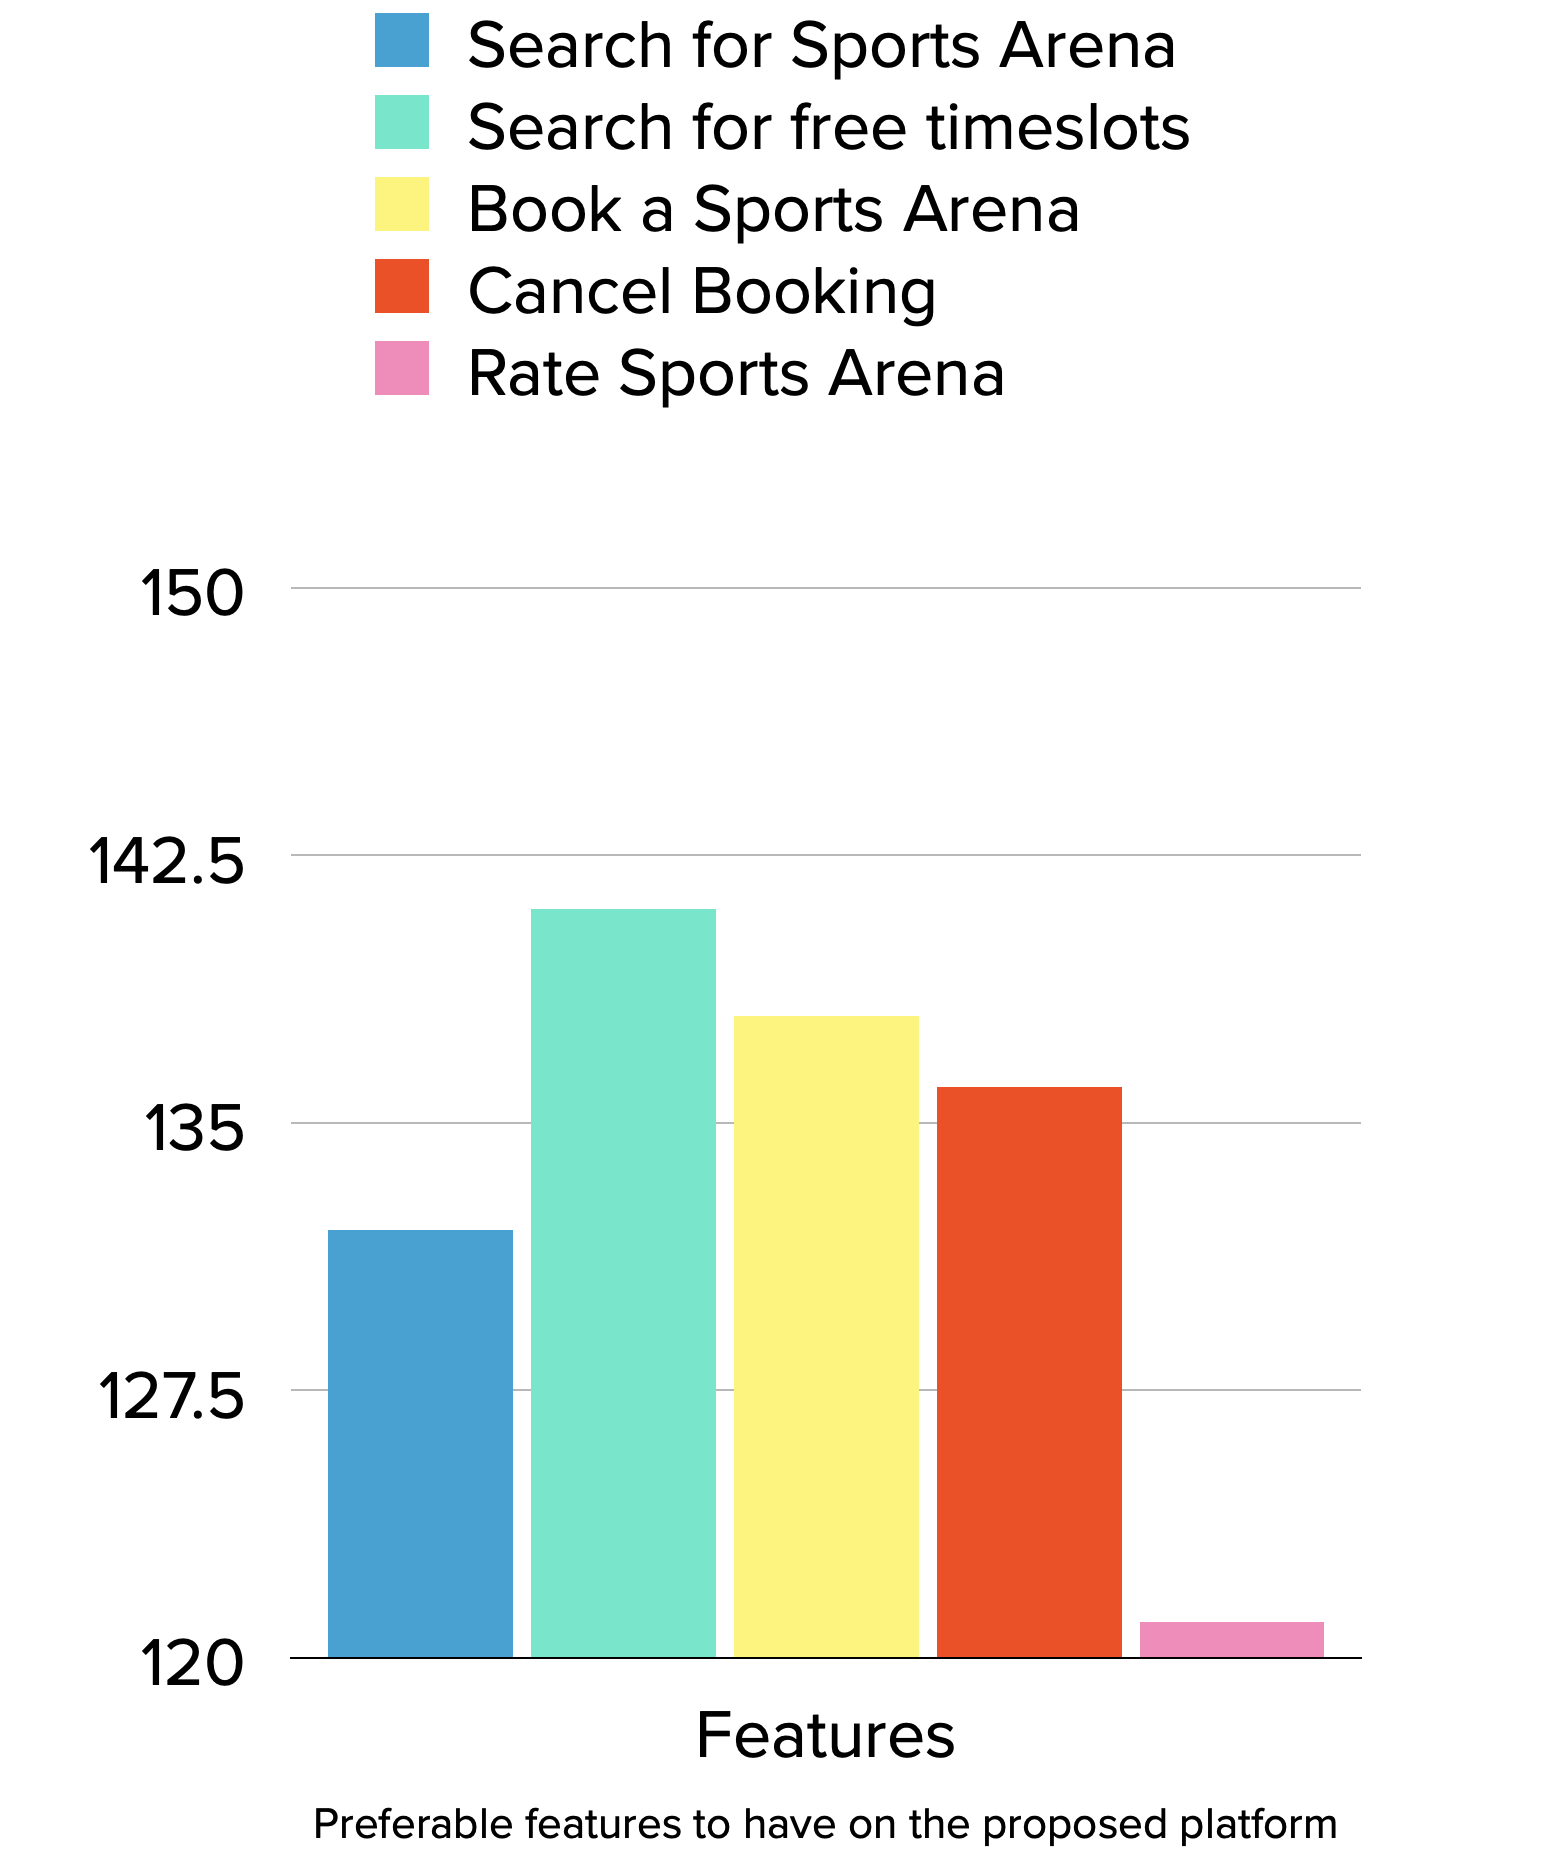 Search for Sports Arena
Search for free timeslots
Book a Sports Arena
Cancel Booking
Rate Sports Arena
150
142.5
135
127.5
120
Features
Preferable features to have on the proposed platform